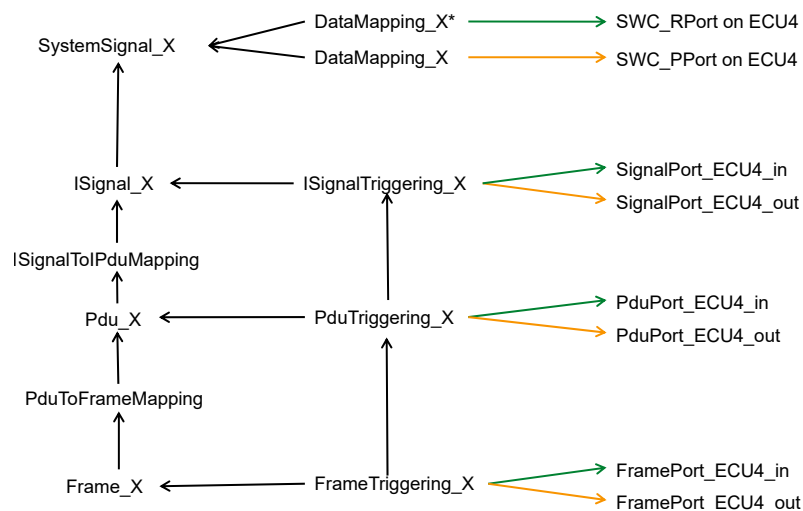 DataMapping_X*
SWC_RPort on ECU4
SystemSignal_X
DataMapping_X
SWC_PPort on ECU4
SignalPort_ECU4_in
ISignal_X
ISignalTriggering_X
SignalPort_ECU4_out
ISignalToIPduMapping
PduPort_ECU4_in
Pdu_X
PduTriggering_X
PduPort_ECU4_out
PduToFrameMapping
FramePort_ECU4_in
Frame_X
FrameTriggering_X
FramePort_ECU4_out